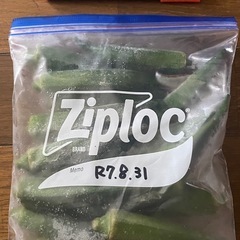 Ziploc
BRAND
Memo R7.8.31